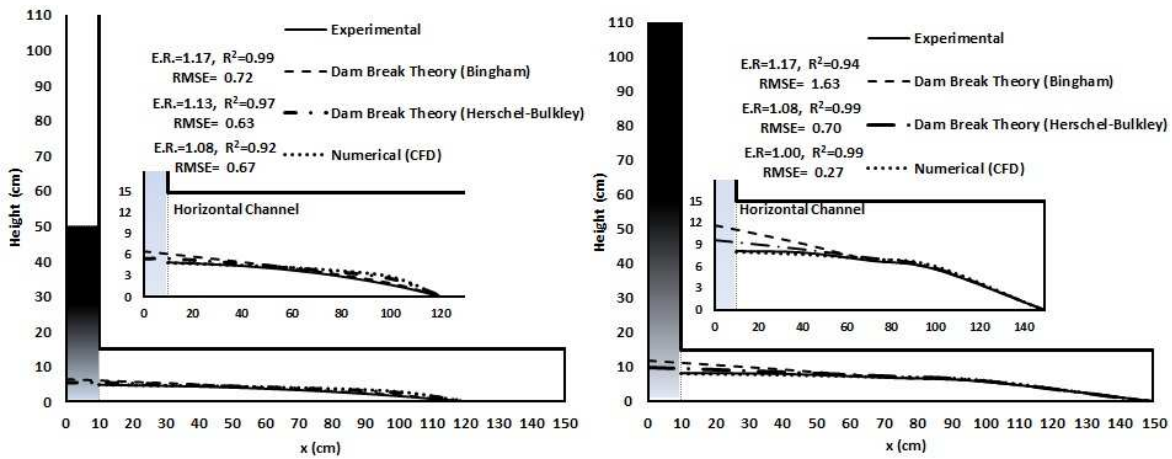 110
100
90
80
70
60
50
40
30
20
10
0
Height (cm)
E.R.=1.17, R²=0.99
RMSE= 0.72
E.R.=1.13, R²=0.97
RMSE= 0.63
E.R.=1.08, R²=0.92
RMSE= 0.67
Experimental
Dam Break Theory (Bingham)
Dam Break Theory (Herschel-Bulkley)
Numerical (CFD)
Horizontal Channel
15
12
9
6
3
0
0 20 40 60 80 100 120
0 10 20 30 40 50 60 70 80 90 100 110 120 130 140 150
x (cm)
110
100
90
80
70
60
50
40
30
20
10
0
Height (cm)
E.R.=1.17, R²=0.94
RMSE= 1.63
E.R.=1.08, R²=0.99
RMSE= 0.70
E.R=1.00, R²=0.99
RMSE= 0.27
Experimental
Dam Break Theory (Bingham)
Dam Break Theory (Herschel-Bulkley)
Numerical (CFD)
Horizontal Channel
15
12
9
6
3
0
0 20 40 60 80 100 120 140
0 10 20 30 40 50 60 70 80 90 100 110 120 130 140 150
x (cm)